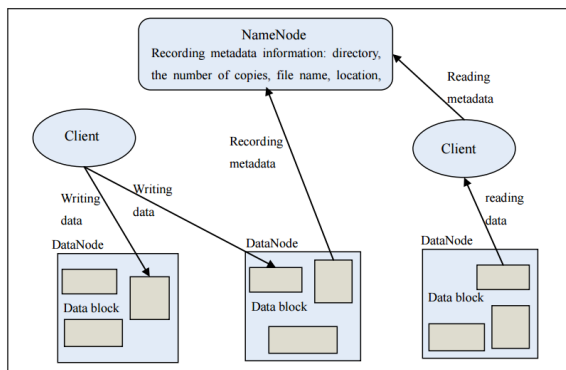 NameNode
Recording metadata information: directory,
the number of copies, file name, location,
Reading
metadata
Client
Recording
metadata
Client
Writing
data
Writing
data
reading
data
DataNode
DataNode
DataNode
Data block
Data block
Data block